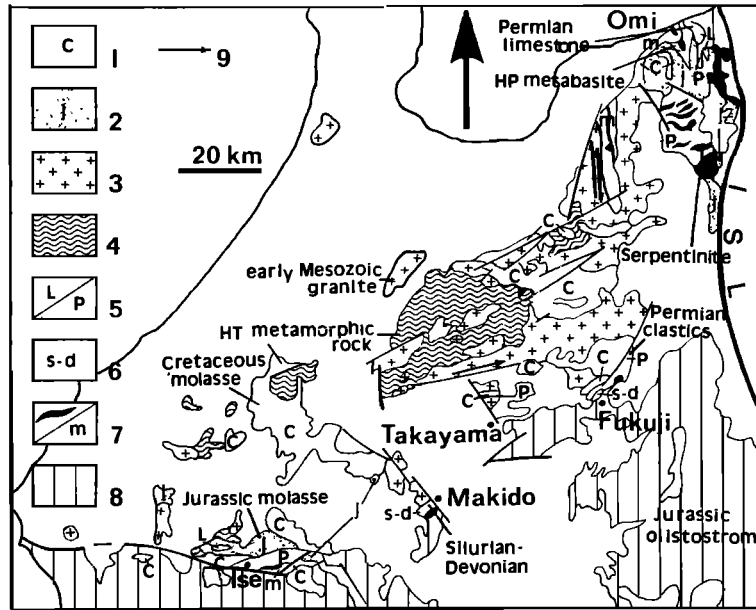 C 1
9
2
3
4
L P 5
s-d 6
m 7
8
20 km
Omi
Permian
limestone
L
m
HP metabasite
C
P
P
I
S
L
Serpentinite
C
early Mesozoic
granite
C
C
Permian
clastics
HT metamorphic
rock
C
P
Cretaceous
molasse
C
C
P
s-d
Takayama
Fukuji
C
C
Makido
s-d
Jurassic molasse
C
L
J
P
C
C
C
Ise
m
Silurian-
Devonian
Jurassic
olistostrom